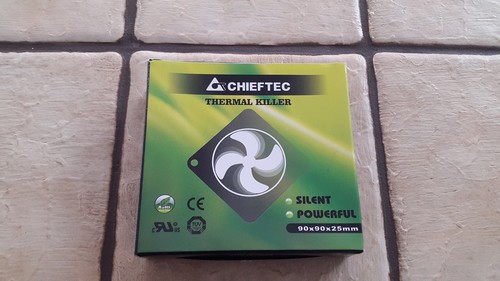 CHIEFTEC
THERMAL KILLER
SILENT
POWERFUL
90x90x25mm
CE